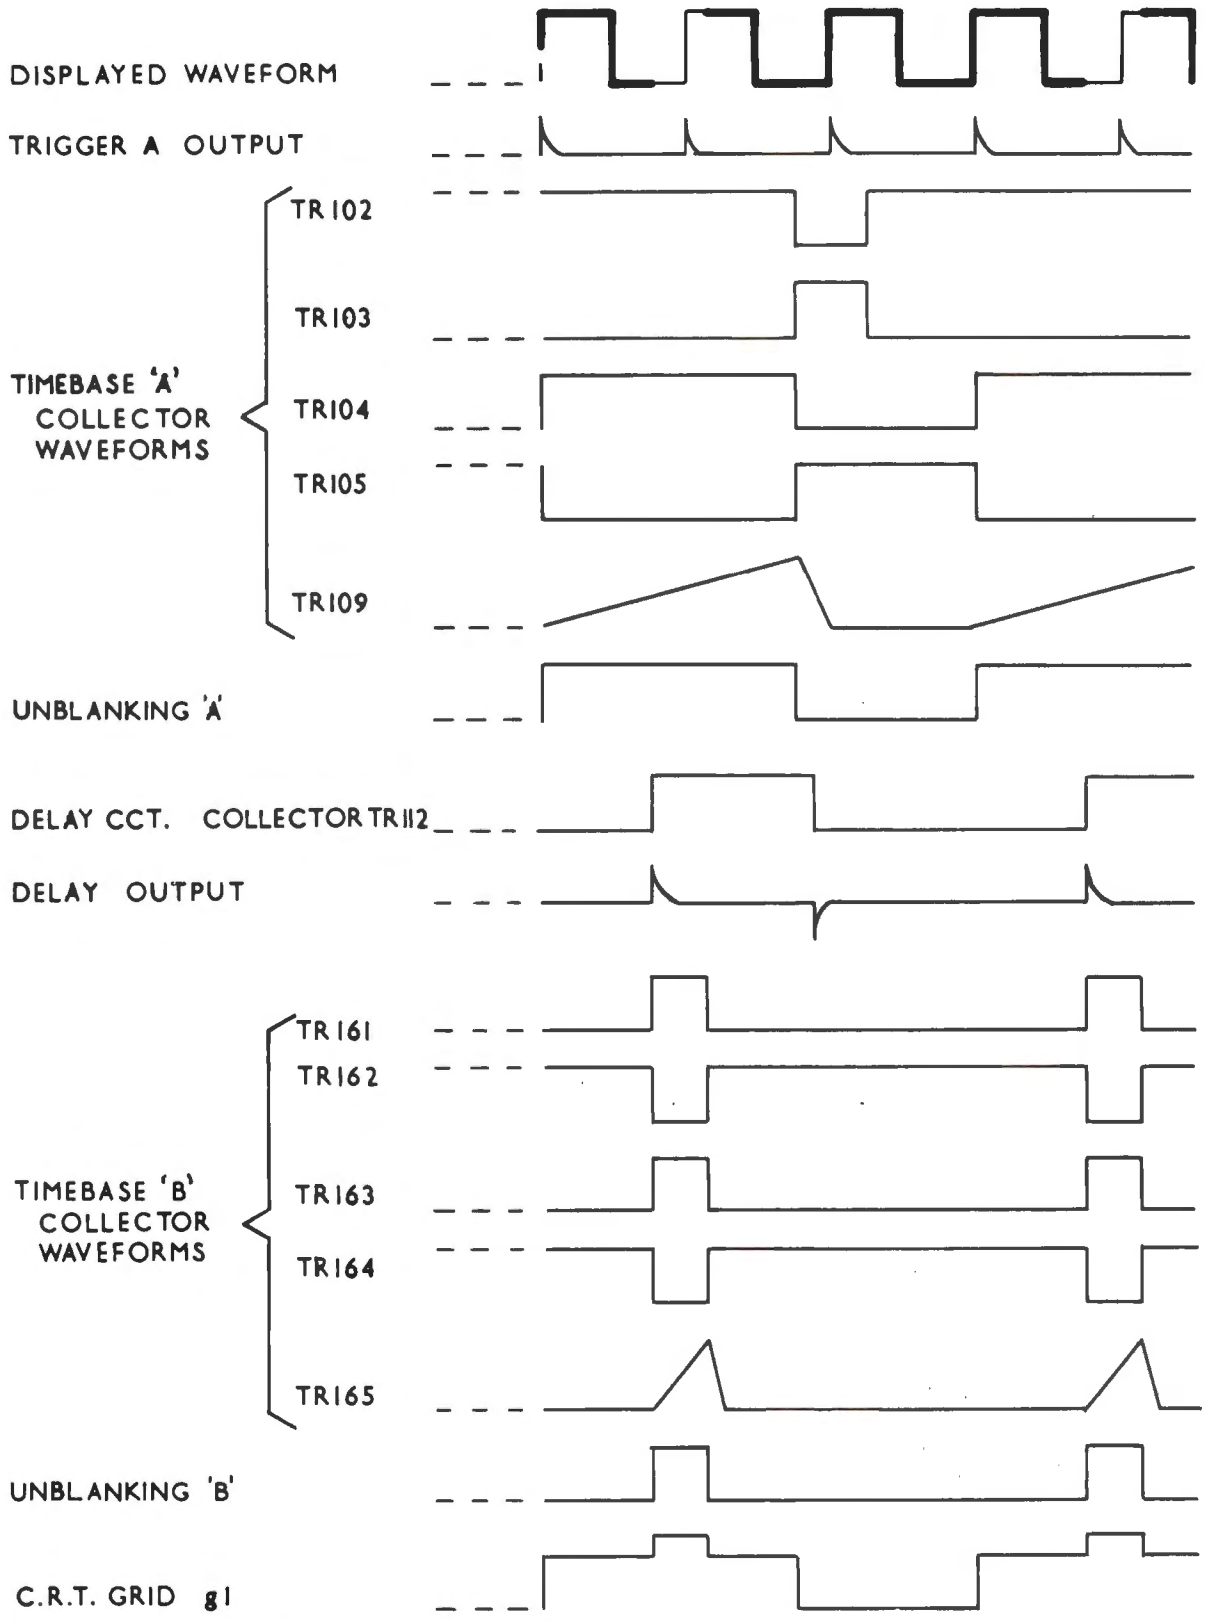 DISPLAYED WAVEFORM
TRIGGER A OUTPUT
TR102
TR103
TIMEBASE 'A'
COLLECTOR
WAVEFORMS
TR104
TR105
TR109
UNBLANKING 'A'
DELAY CCT. COLLECTOR TR112
DELAY OUTPUT
TR161
TR162
TIMEBASE 'B'
COLLECTOR
WAVEFORMS
TR163
TR164
TR165
UNBLANKING 'B'
C.R.T. GRID g1